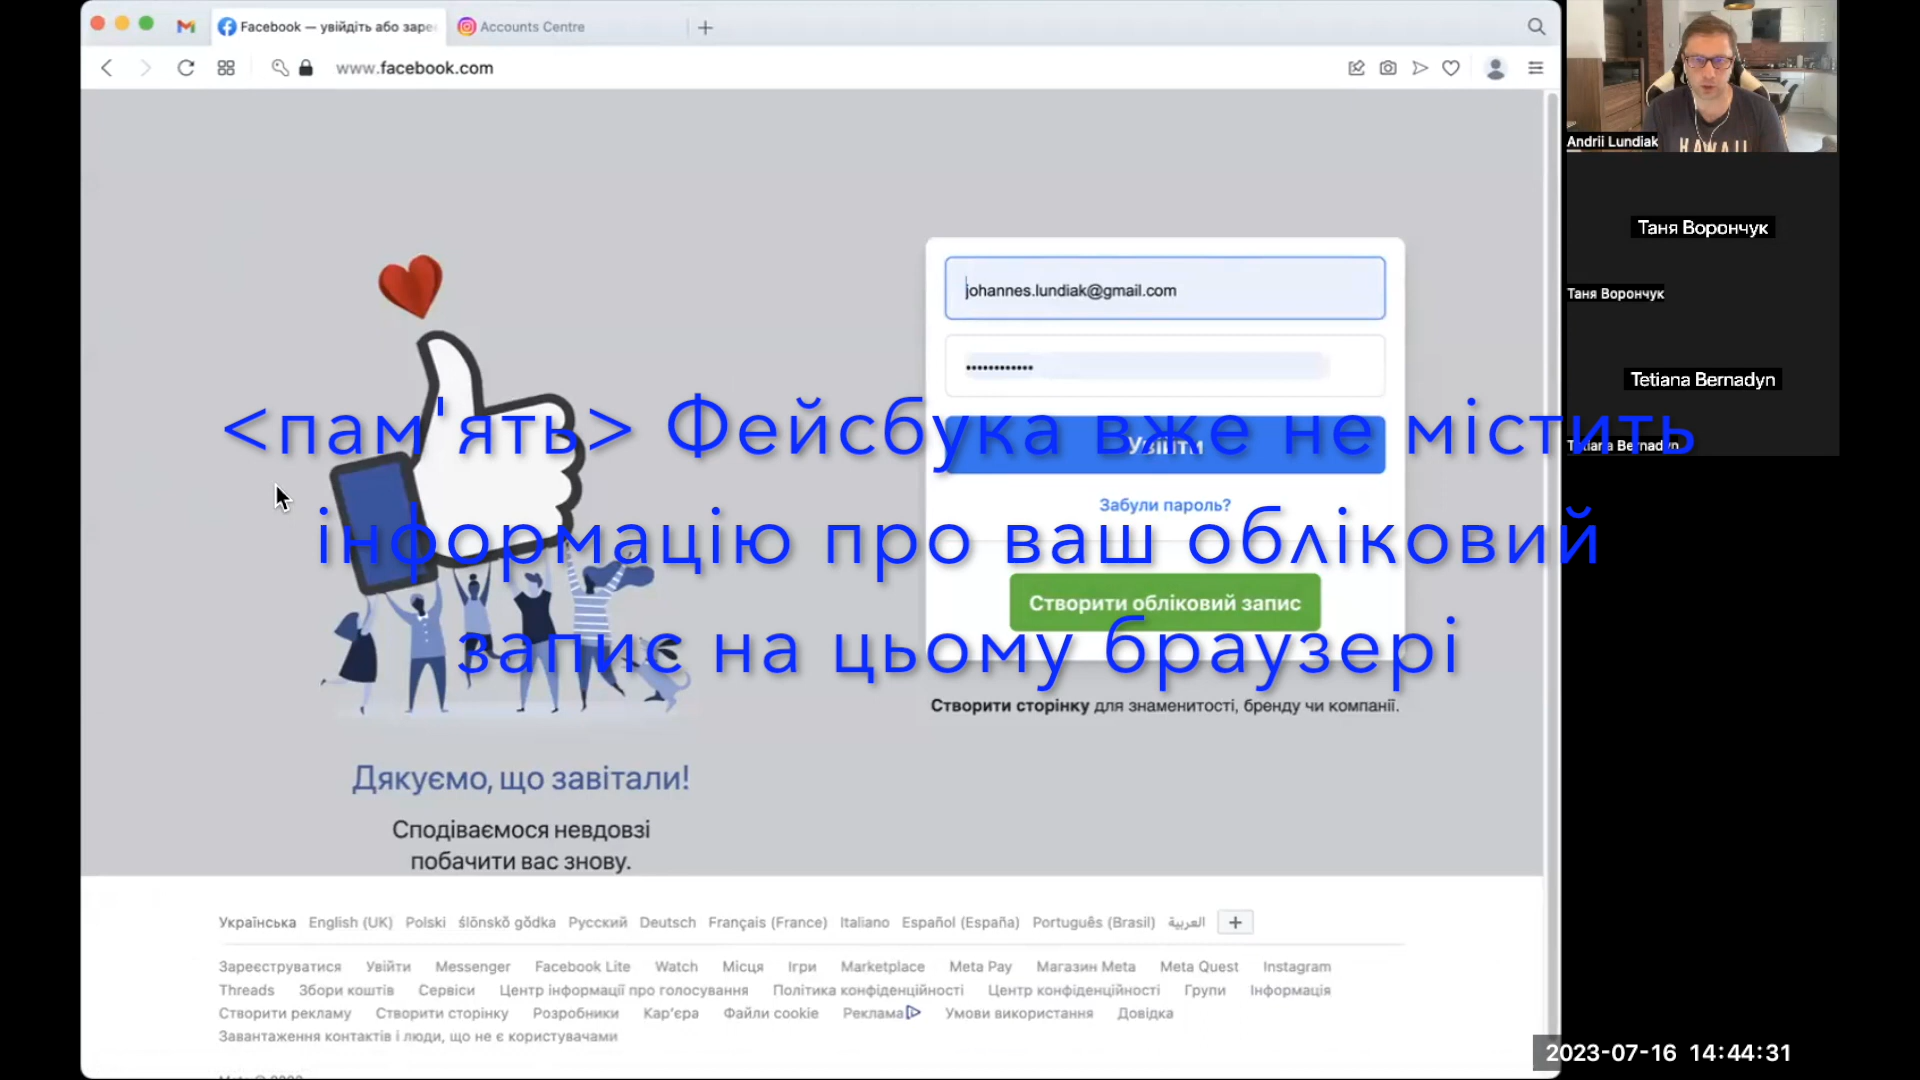 Facebook — увійдіть або заре
Accounts Centre
www.facebook.com
Andrii Lundiak
HAWAII
Таня Ворончук
Таня Ворончук
Tetiana Bernadyn
Tetiana Bernadyn
johannes.lundiak@gmail.com
••••••••••••
<пам'ять> Фейсбука вже не містить
інформацію про ваш обліковий
запис на цьому браузері
Увійти
Забули пароль?
Створити обліковий запис
Створити сторінку для знаменитості, бренду чи компанії.
Дякуємо, що завітали!
Сподіваємося невдовзі
побачити вас знову.
Українська English (UK) Polski ślōnskŏ gŏdka Русский Deutsch Français (France) Italiano Español (España) Português (Brasil) العربية +
Зареєструватися Увійти Messenger Facebook Lite Watch Місця Ігри Marketplace Meta Pay Магазин Meta Meta Quest Instagram
Threads Збори коштів Сервіси Центр інформації про голосування Політика конфіденційності Центр конфіденційності Групи Інформація
Створити рекламу Створити сторінку Розробники Кар'єра Файли cookie Реклама Умови використання Довідка
Завантаження контактів і люди, що не є користувачами
2023-07-16 14:44:31